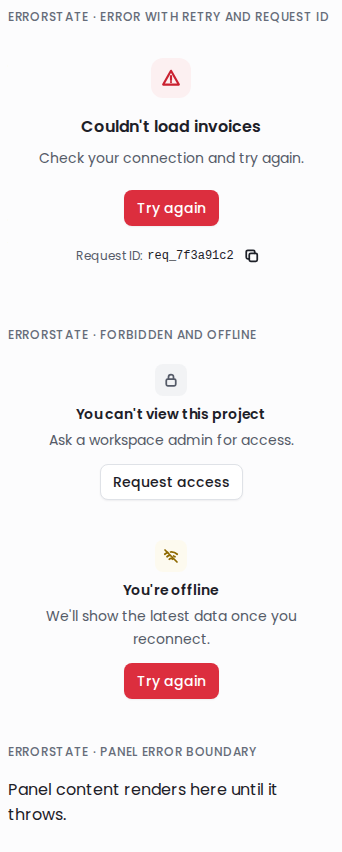 ERRORSTATE · ERROR WITH RETRY AND REQUEST ID
Couldn't load invoices
Check your connection and try again.
Try again
Request ID: req_7f3a91c2
ERRORSTATE · FORBIDDEN AND OFFLINE
You can't view this project
Ask a workspace admin for access.
Request access
You're offline
We'll show the latest data once you
reconnect.
Try again
ERRORSTATE · PANEL ERROR BOUNDARY
Panel content renders here until it
throws.